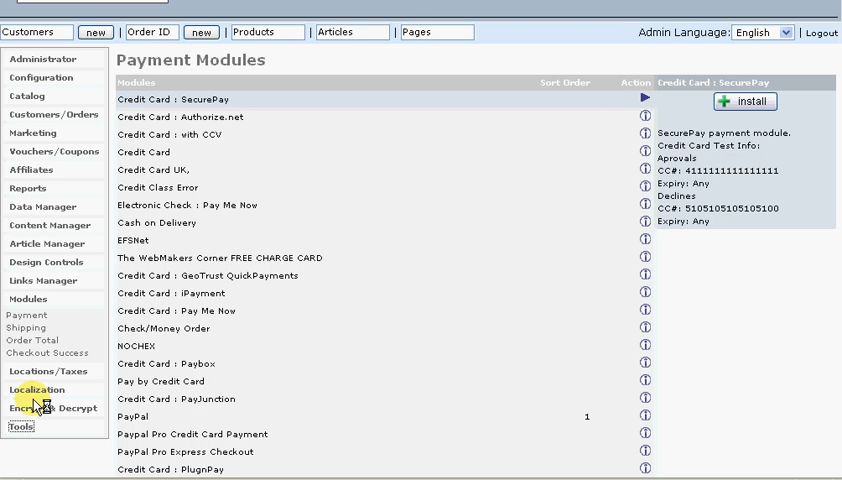 Customers new | Order ID new | Products | Articles | Pages Admin Language: English | Logout
Administrator
Configuration
Catalog
Customers/Orders
Marketing
Vouchers/Coupons
Affiliates
Reports
Data Manager
Content Manager
Article Manager
Design Controls
Links Manager
Modules
Payment
Shipping
Order Total
Checkout Success
Locations/Taxes
Localization
Encrypt & Decrypt
Tools
Payment Modules
Modules Sort Order Action
Credit Card : SecurePay
Credit Card : Authorize.net
Credit Card : with CCV
Credit Card
Credit Card UK,
Credit Class Error
Electronic Check : Pay Me Now
Cash on Delivery
EFSNet
The WebMakers Corner FREE CHARGE CARD
Credit Card : GeoTrust QuickPayments
Credit Card : iPayment
Credit Card : Pay Me Now
Check/Money Order
NOCHEX
Credit Card : Paybox
Pay by Credit Card
Credit Card : PayJunction
PayPal 1
Paypal Pro Credit Card Payment
PayPal Pro Express Checkout
Credit Card : PlugnPay
Credit Card : SecurePay
install
SecurePay payment module.
Credit Card Test Info:
Aprovals
CC#: 4111111111111111
Expiry: Any
Declines
CC#: 5105105105105100
Expiry: Any